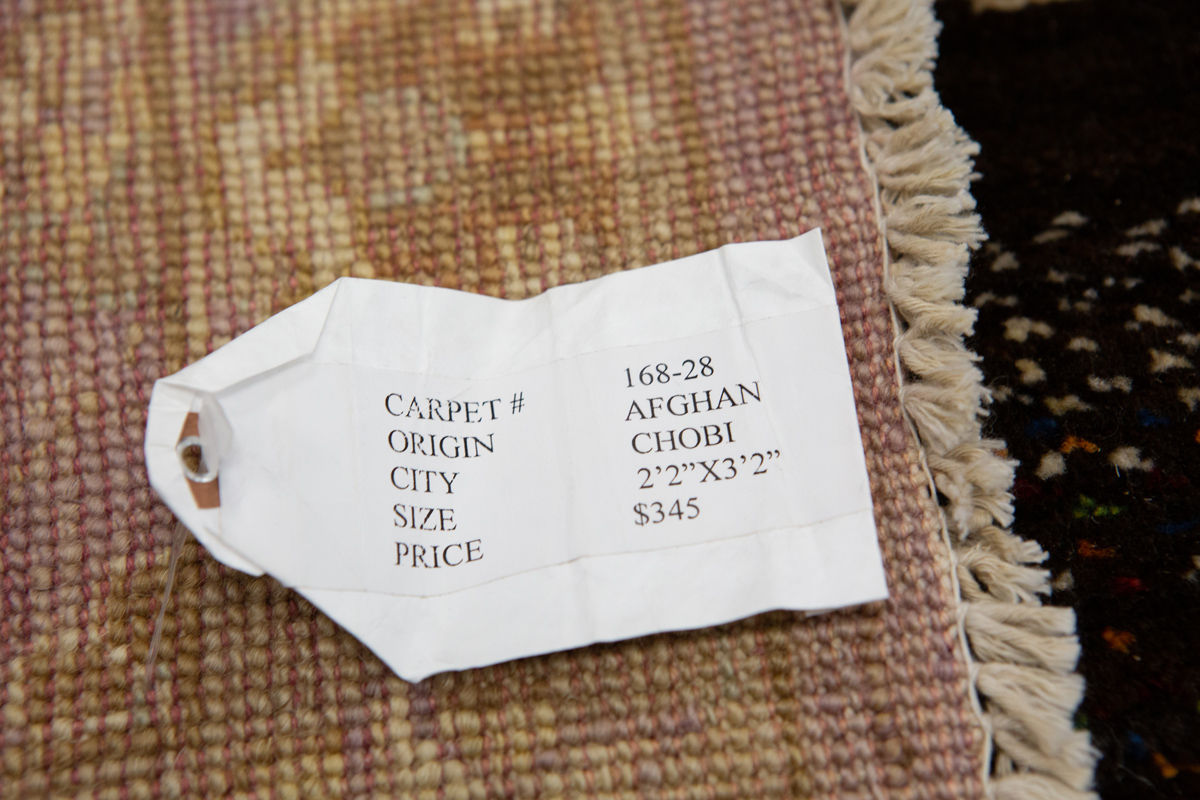 CARPET # 168-28
ORIGIN AFGHAN
CITY CHOBI
SIZE 2'2”X3'2”
PRICE $345